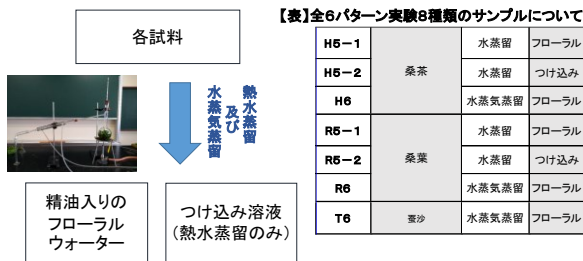 【表】全6パターン実験8種類のサンプルについて
各試料
熱水蒸留
及び
水蒸気蒸留
精油入りの
フローラル
ウォーター
つけ込み溶液
(熱水蒸留のみ)
H5-1 桑茶 水蒸留 フローラル
H5-2 水蒸留 つけ込み
H6 水蒸気蒸留 フローラル
R5-1 桑葉 水蒸留 フローラル
R5-2 水蒸留 つけ込み
R6 水蒸気蒸留 フローラル
T6 蚕沙 水蒸気蒸留 フローラル